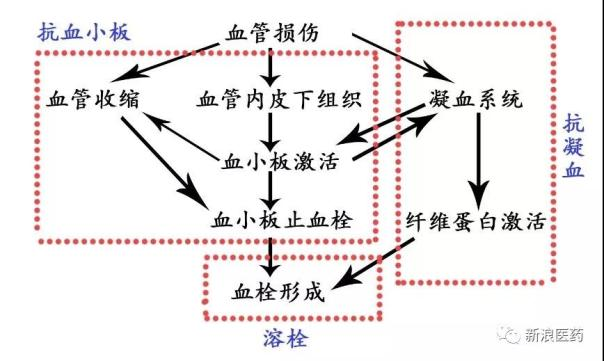 抗血小板
血管损伤
血管收缩
血管内皮下组织
凝血系统
抗凝血
血小板激活
血小板止血栓
纤维蛋白激活
血栓形成
溶栓
新浪医药